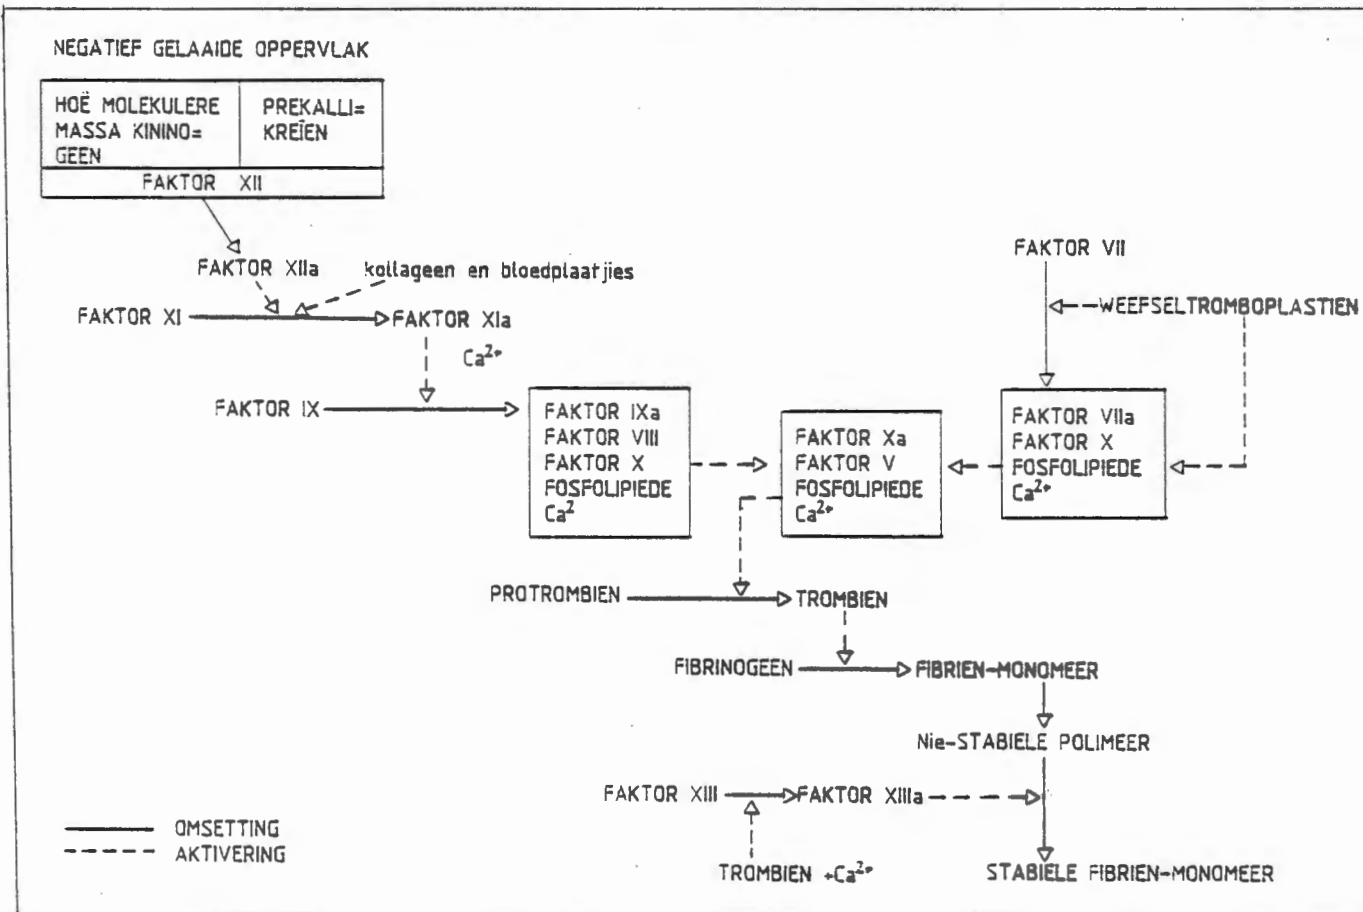 NEGATIEF GELAAIDE OPPERVLAK
HOË MOLEKULERE
MASSA KININO=
GEEN
PREKALLI=
KREÏEN
FAKTOR XII
FAKTOR XIIa
kollageen en bloedplaatjies
FAKTOR XI
FAKTOR XIa
Ca²⁺
FAKTOR VII
WEEFSELTROMBOPLASTIEN
FAKTOR IX
FAKTOR IXa
FAKTOR VIII
FAKTOR X
FOSFOLIPIEDE
Ca²
FAKTOR Xa
FAKTOR V
FOSFOLIPIEDE
Ca²⁺
FAKTOR VIIa
FAKTOR X
FOSFOLIPIEDE
Ca²⁺
PROTROMBIEN
TROMBIEN
FIBRINOGEEN
FIBRIEN-MONOMEER
Nie-STABIELE POLIMEER
FAKTOR XIII
FAKTOR XIIIa
TROMBIEN +Ca²⁺
STABIELE FIBRIEN-MONOMEER
OMSETTING
AKTIVERING